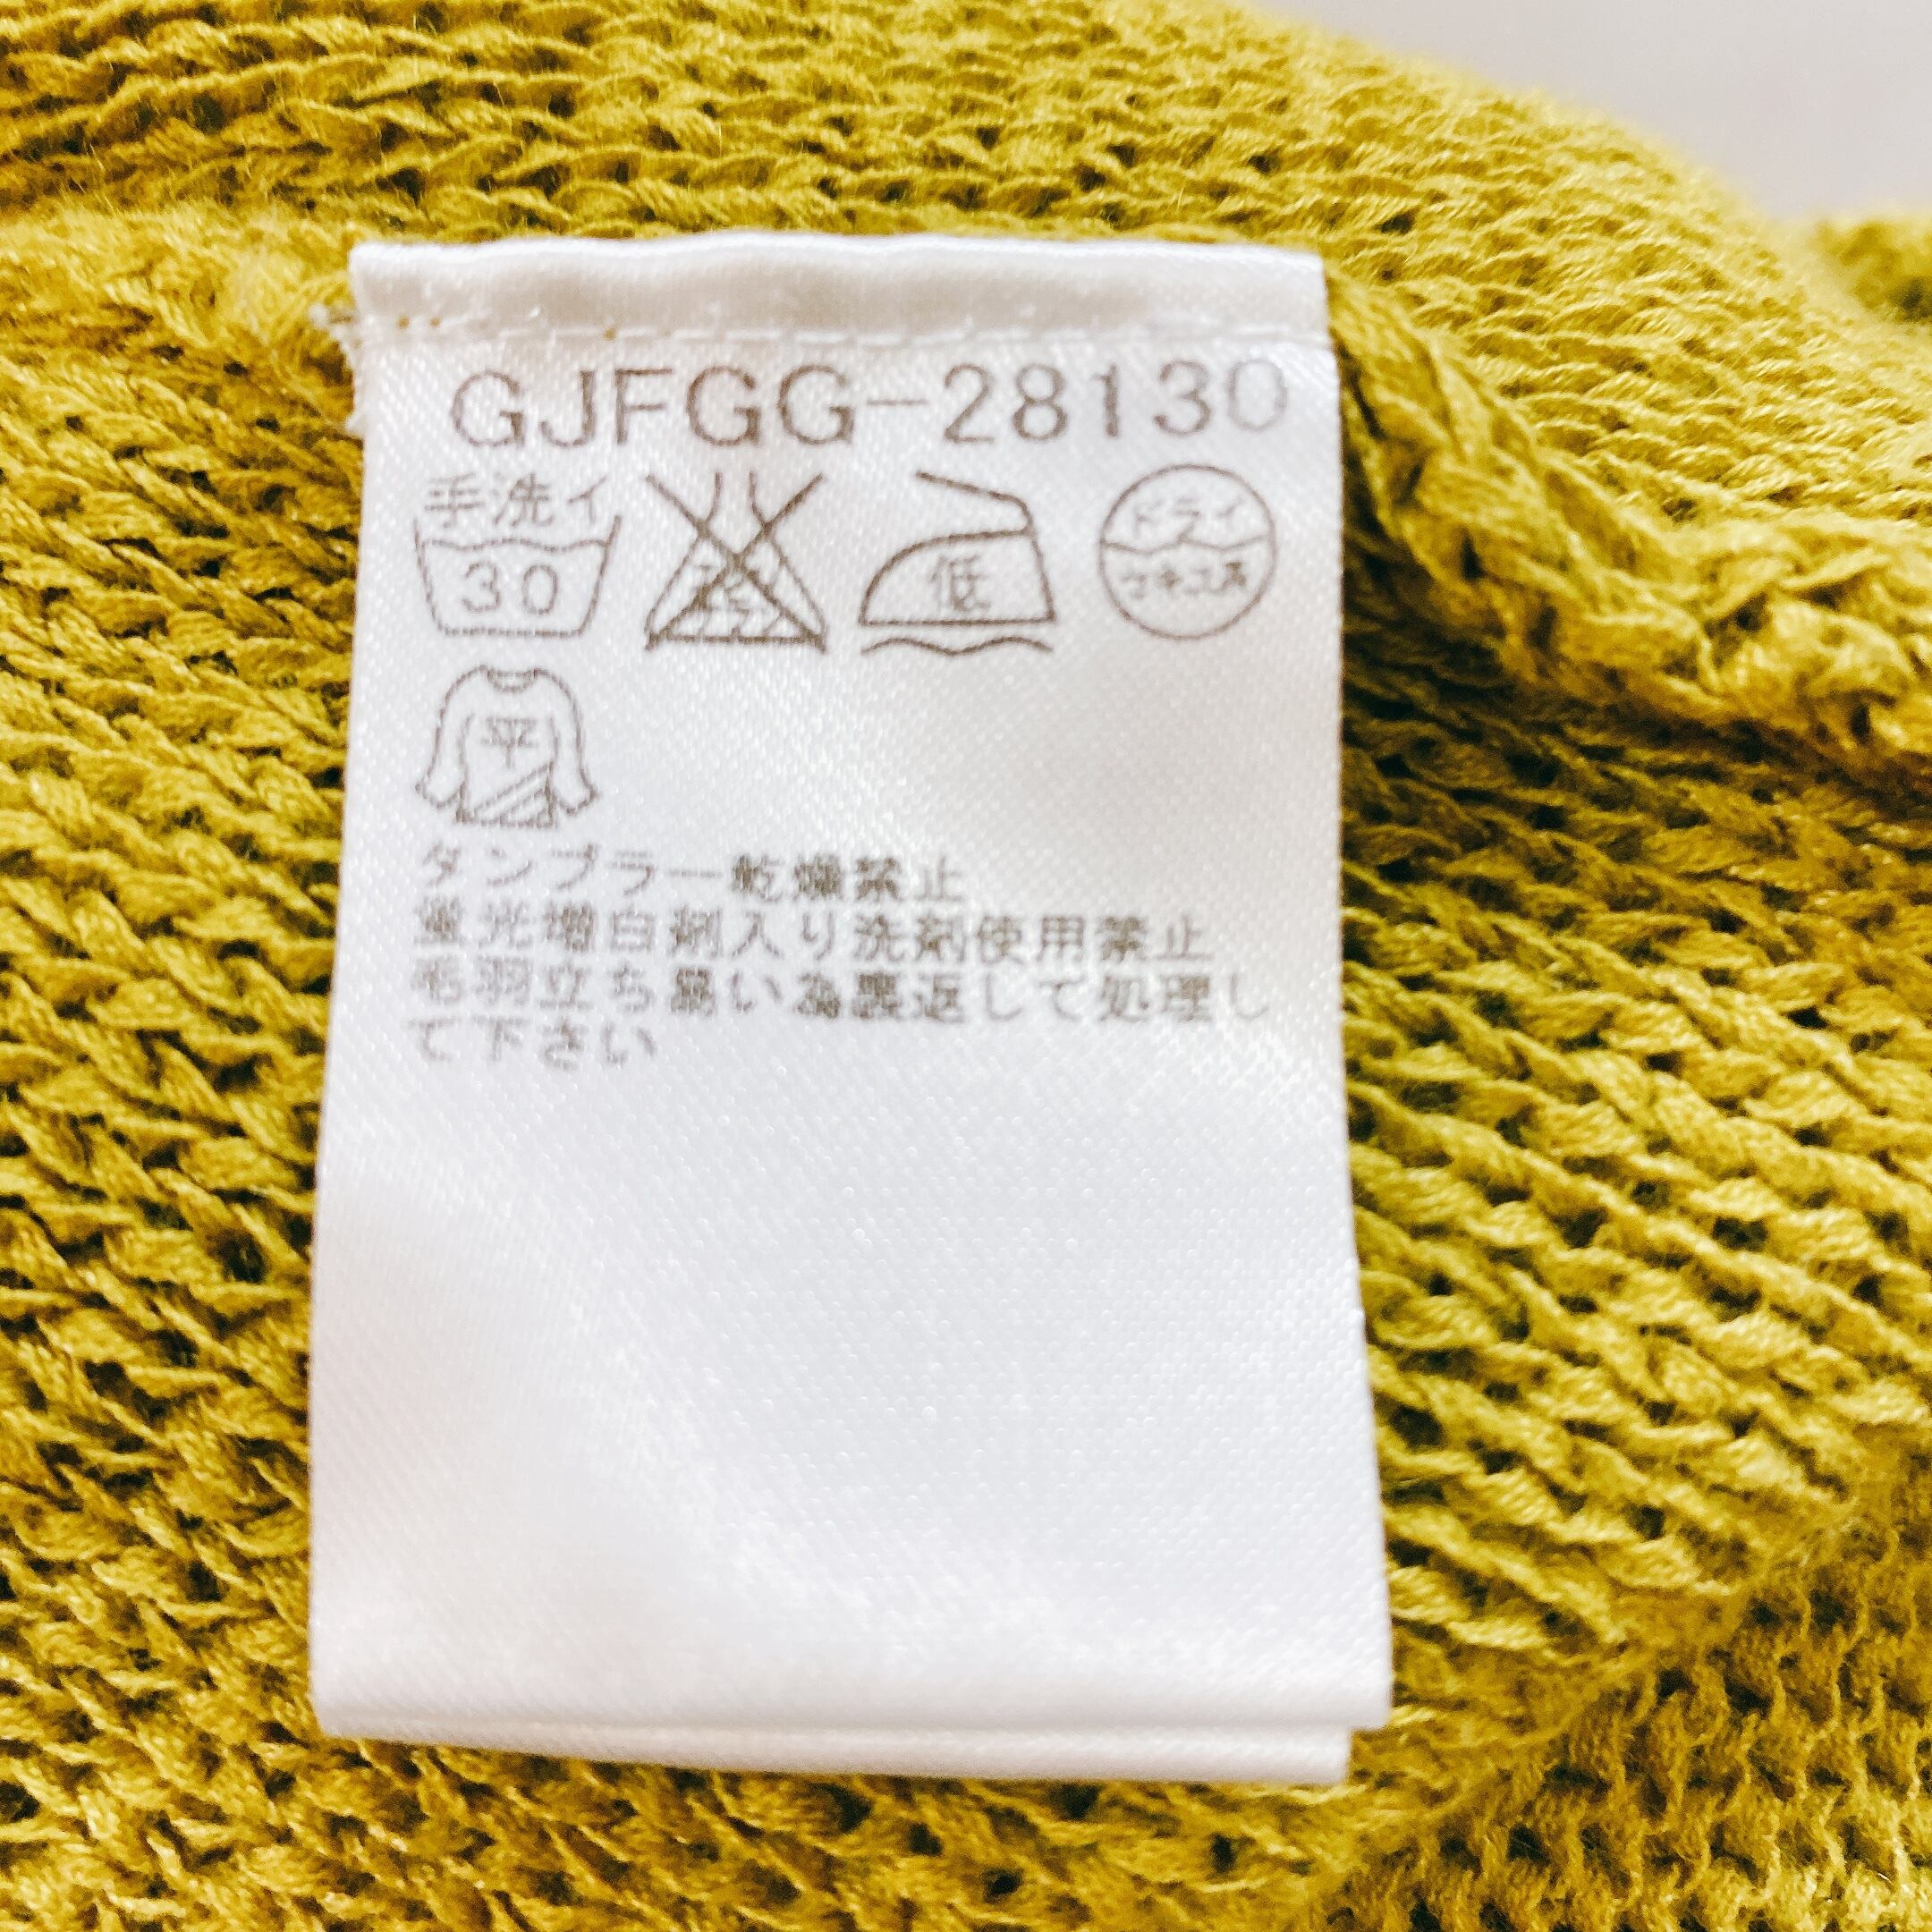 GJFGG-28130
手洗イ
30
低
ドライ
平
タンブラー乾燥禁止
蛍光増白剤入り洗剤使用禁止
毛羽立ち易い為裏返して処理し
て下さい